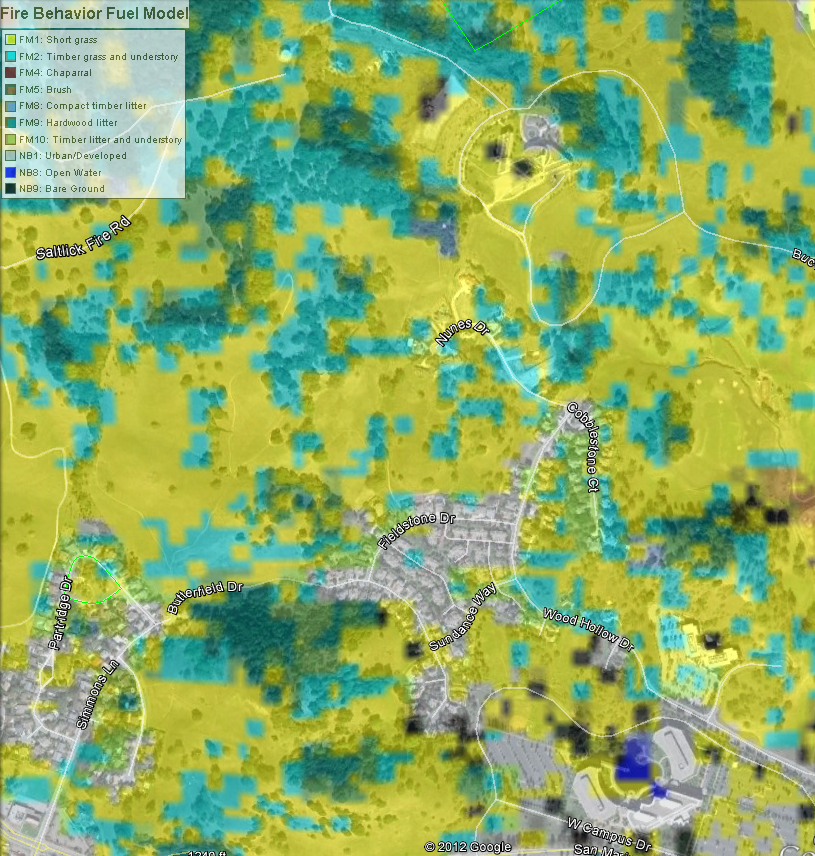 Fire Behavior Fuel Model
FM1: Short grass
FM2: Timber grass and understory
FM4: Chaparral
FM5: Brush
FM8: Compact timber litter
FM9: Hardwood litter
FM10: Timber litter and understory
NB1: Urban/Developed
NB8: Open Water
NB9: Bare Ground
Saltlick Fire Rd
Buc
Nunes Dr
Cobblestone Ct
Fieldstone Dr
Butterfield Dr
Partridge Dr
Sundance Way
Wood Hollow Dr
Simmons Ln
W Campus Dr
© 2012 Google
San Mar